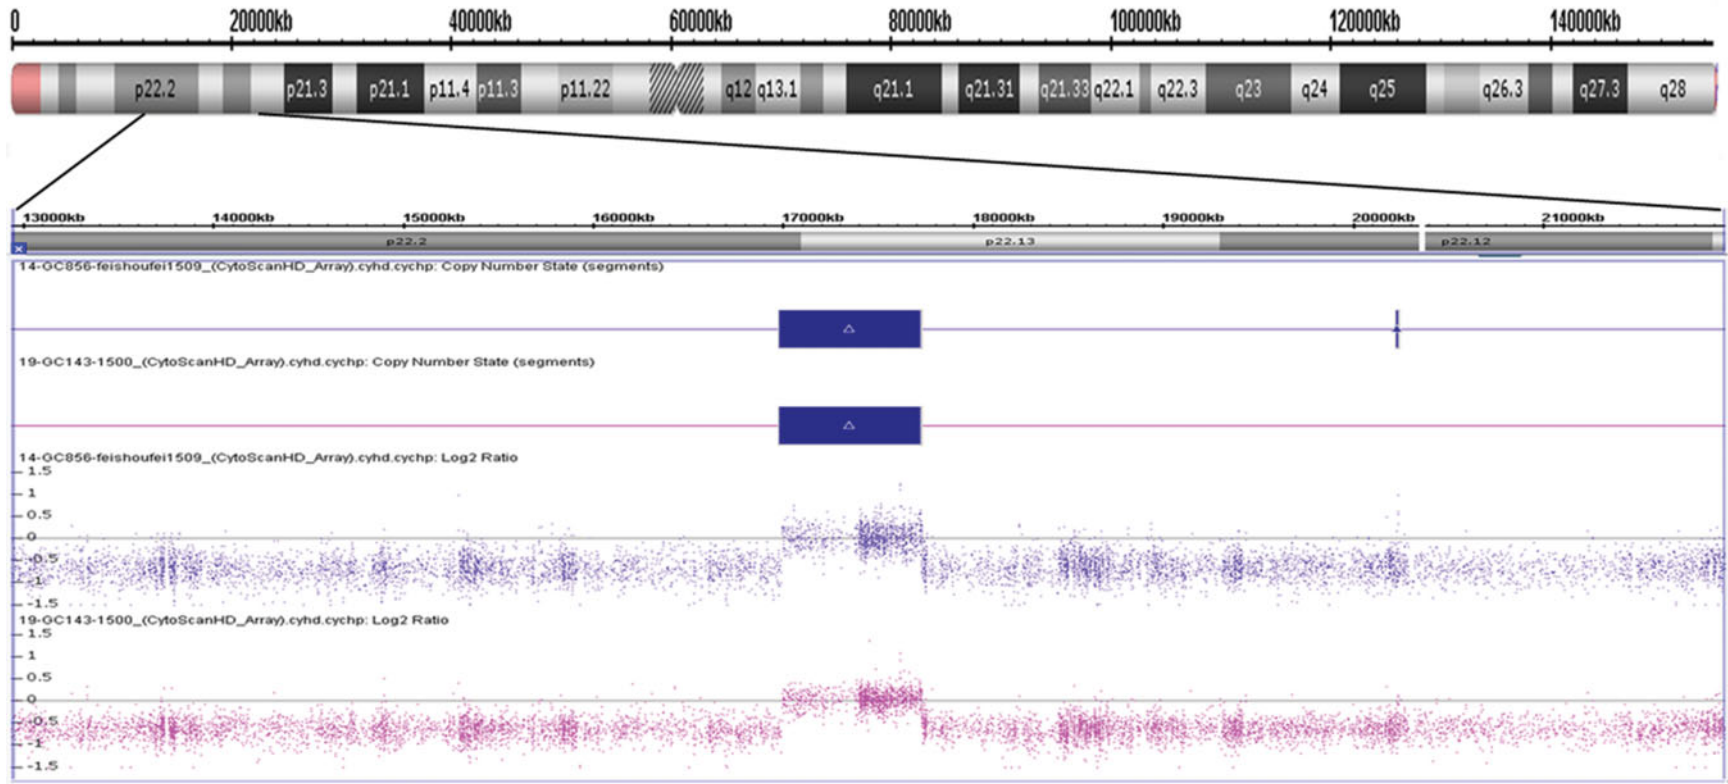 0 20000kb 40000kb 60000kb 80000kb 100000kb 120000kb 140000kb
p22.2 p21.3 p21.1 p11.4 p11.3 p11.22 q12 q13.1 q21.1 q21.31 q21.33 q22.1 q22.3 q23 q24 q25 q26.3 q27.3 q28
13000kb 14000kb 15000kb 16000kb 17000kb 18000kb 19000kb 20000kb 21000kb
p22.2 p22.13 p22.12
14-GC856-feishoufei1509_(CytoScanHD_Array).cyhd.cychp: Copy Number State (segments)
19-GC143-1500_(CytoScanHD_Array).cyhd.cychp: Copy Number State (segments)
14-GC856-feishoufei1509_(CytoScanHD_Array).cyhd.cychp: Log2 Ratio
1.5
1
0.5
0
-0.5
-1
-1.5
19-GC143-1500_(CytoScanHD_Array).cyhd.cychp: Log2 Ratio
1.5
1
0.5
0
-0.5
-1
-1.5